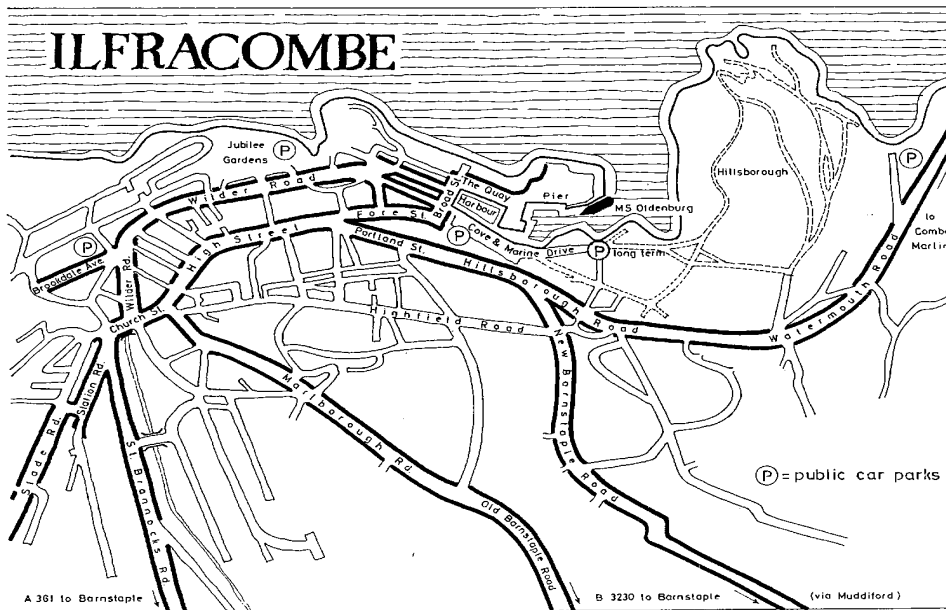 ILFRACOMBE
Jubilee
Gardens
P
Wilder Road
The Quay
Harbour
Pier
MS Oldenburg
Hillsborough
P
to
Combe
Martin
Broad St.
Fore St.
P
Cove & Marine Drive
P
long term
Portland St.
High Street
P
Brookdale Ave.
Wilder Rd.
Church St.
Hillsborough Road
Highfield Road
Watermouth Road
New Barnstaple Road
Marlborough Rd.
Station Rd.
Slade Rd.
St. Brannocks Rd.
Old Barnstaple Road
P = public car parks
A 361 to Barnstaple
B 3230 to Barnstaple
(via Muddiford)